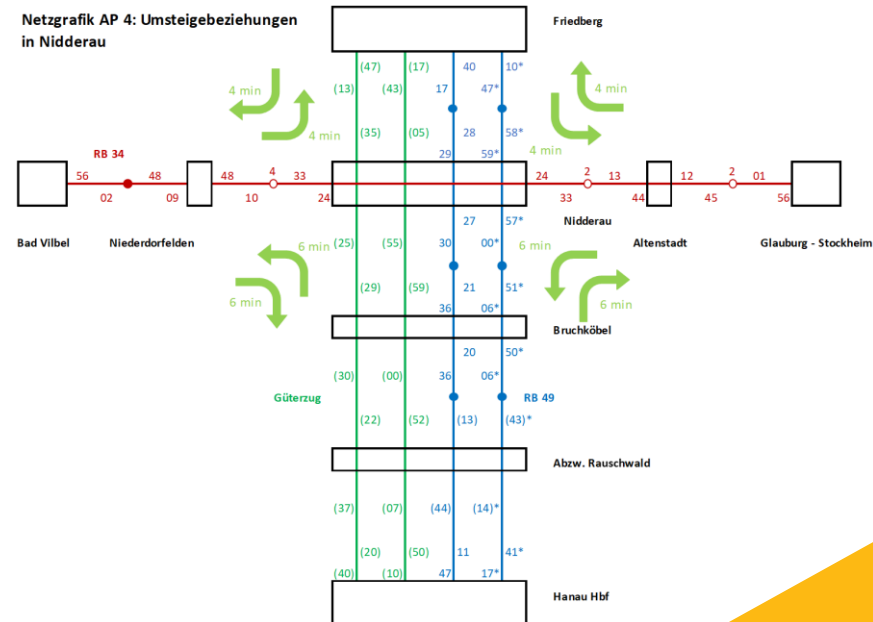 Netzgrafik AP 4: Umsteigebeziehungen
in Nidderau
Friedberg
(47) (17) 40 10*
(13) (43) 17 47*
4 min 4 min
4 min 4 min
(35) (05) 28 58*
29 59*
RB 34
56 48 48 4 33 24 2 13 12 2 01
02 09 10 24 33 44 45 56
Nidderau
Bad Vilbel Niederdorfelden Altenstadt Glauburg - Stockheim
27 57*
6 min (25) (55) 30 00* 6 min
(29) (59) 21 51*
6 min 6 min
36 06*
Bruchköbel
20 50*
(30) (00) 36 06*
Güterzug RB 49
(22) (52) (13) (43)*
Abzw. Rauschwald
(37) (07) (44) (14)*
(20) (50) 11 41*
(40) (10) 47 17*
Hanau Hbf